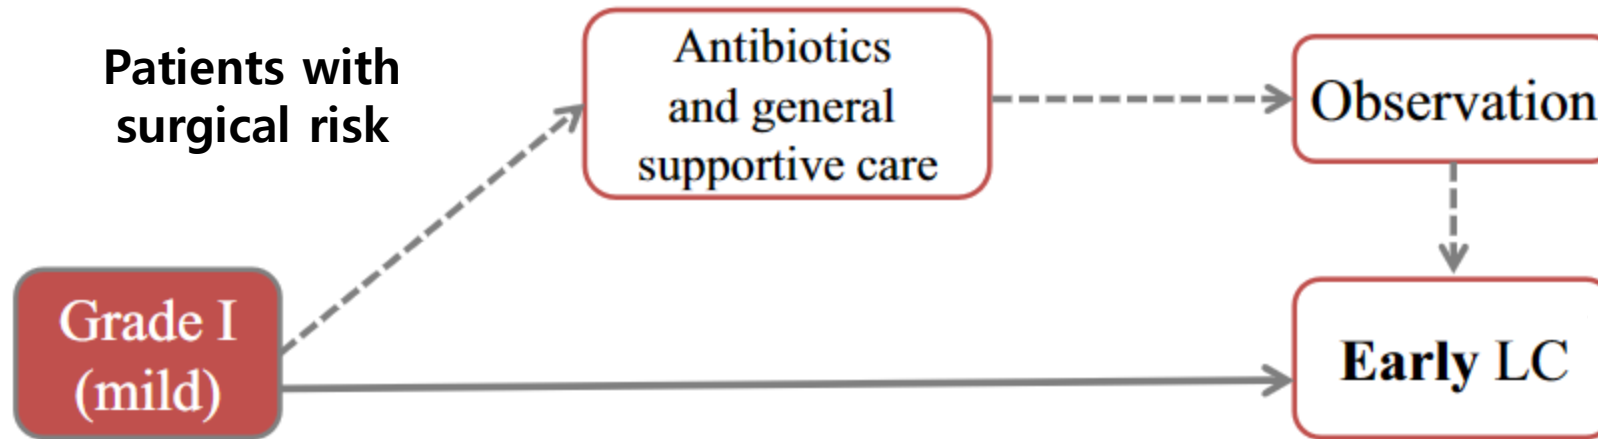 Patients with
surgical risk
Antibiotics
and general
supportive care
Observation
Grade I
(mild)
Early LC